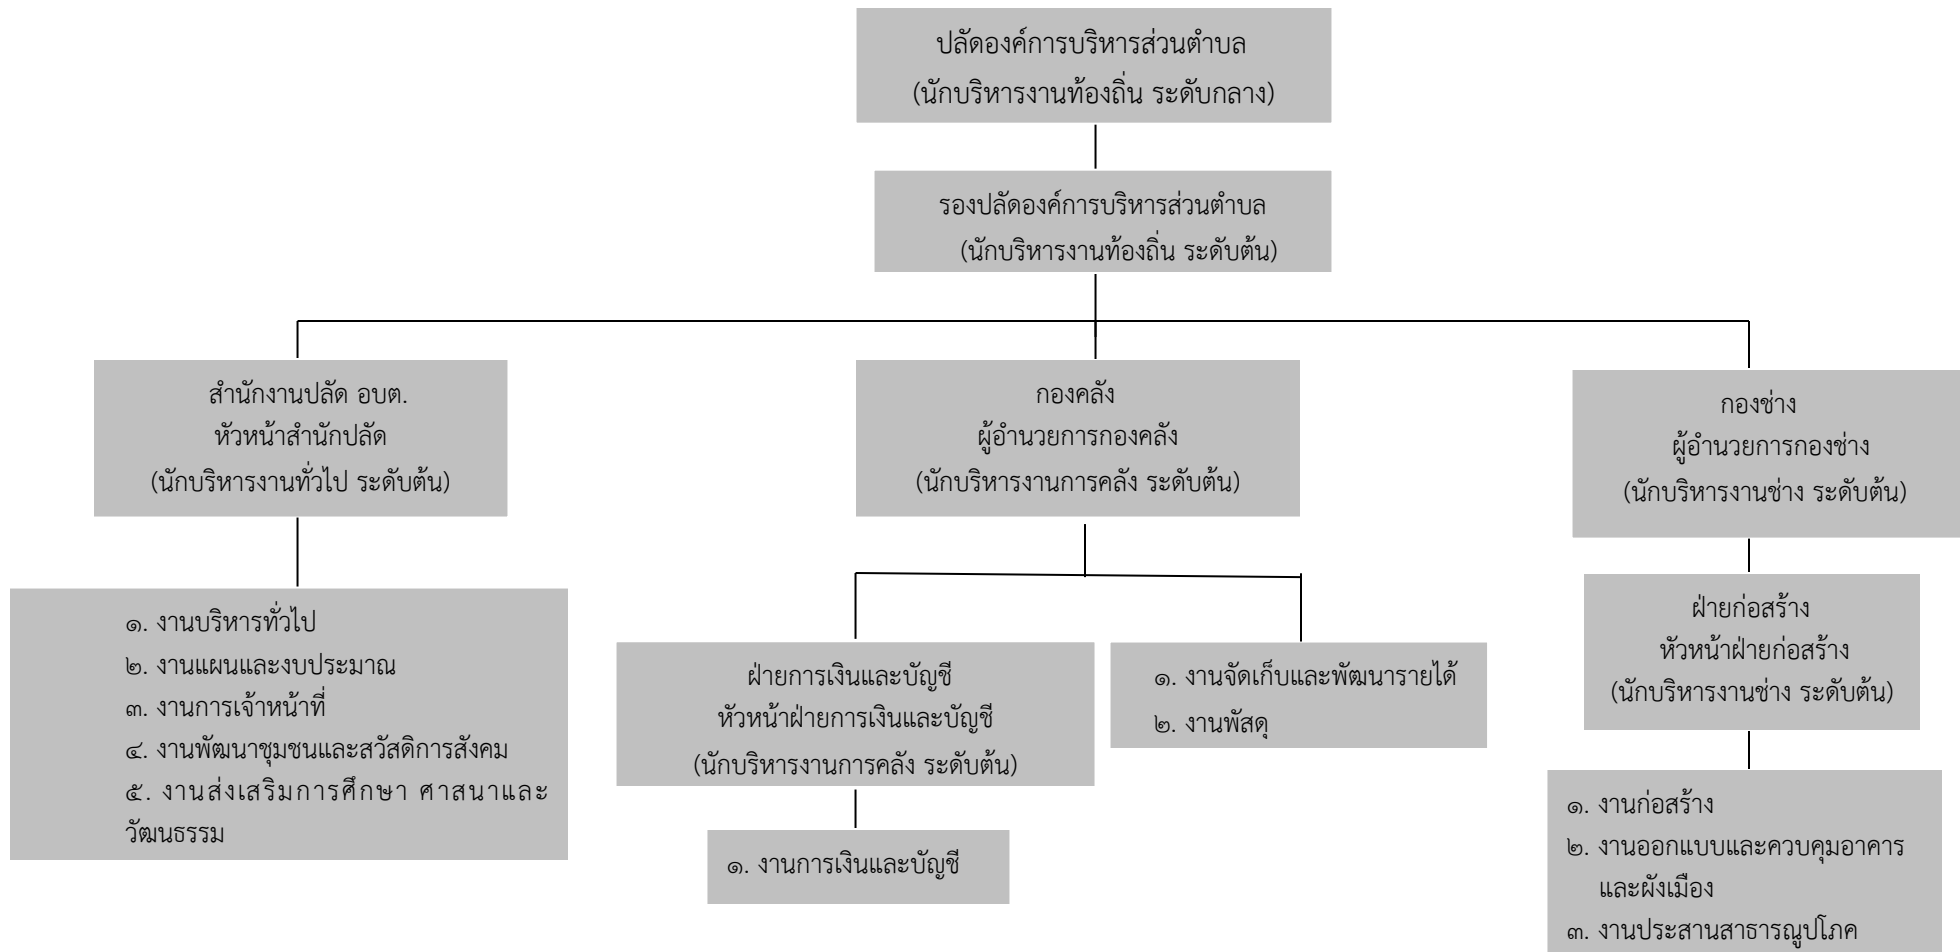 ปลัดองค์การบริหารส่วนตำบล
(นักบริหารงานท้องถิ่น ระดับกลาง)
รองปลัดองค์การบริหารส่วนตำบล
(นักบริหารงานท้องถิ่น ระดับต้น)
สำนักงานปลัด อบต.
หัวหน้าสำนักปลัด
(นักบริหารงานทั่วไป ระดับต้น)
กองคลัง
ผู้อำนวยการกองคลัง
(นักบริหารงานการคลัง ระดับต้น)
กองช่าง
ผู้อำนวยการกองช่าง
(นักบริหารงานช่าง ระดับต้น)
๑. งานบริหารทั่วไป
๒. งานแผนและงบประมาณ
๓. งานการเจ้าหน้าที่
๔. งานพัฒนาชุมชนและสวัสดิการสังคม
๕. งานส่งเสริมการศึกษา ศาสนาและ
วัฒนธรรม
ฝ่ายการเงินและบัญชี
หัวหน้าฝ่ายการเงินและบัญชี
(นักบริหารงานการคลัง ระดับต้น)
๑. งานการเงินและบัญชี
๑. งานจัดเก็บและพัฒนารายได้
๒. งานพัสดุ
ฝ่ายก่อสร้าง
หัวหน้าฝ่ายก่อสร้าง
(นักบริหารงานช่าง ระดับต้น)
๑. งานก่อสร้าง
๒. งานออกแบบและควบคุมอาคาร
และผังเมือง
๓. งานประสานสาธารณูปโภค